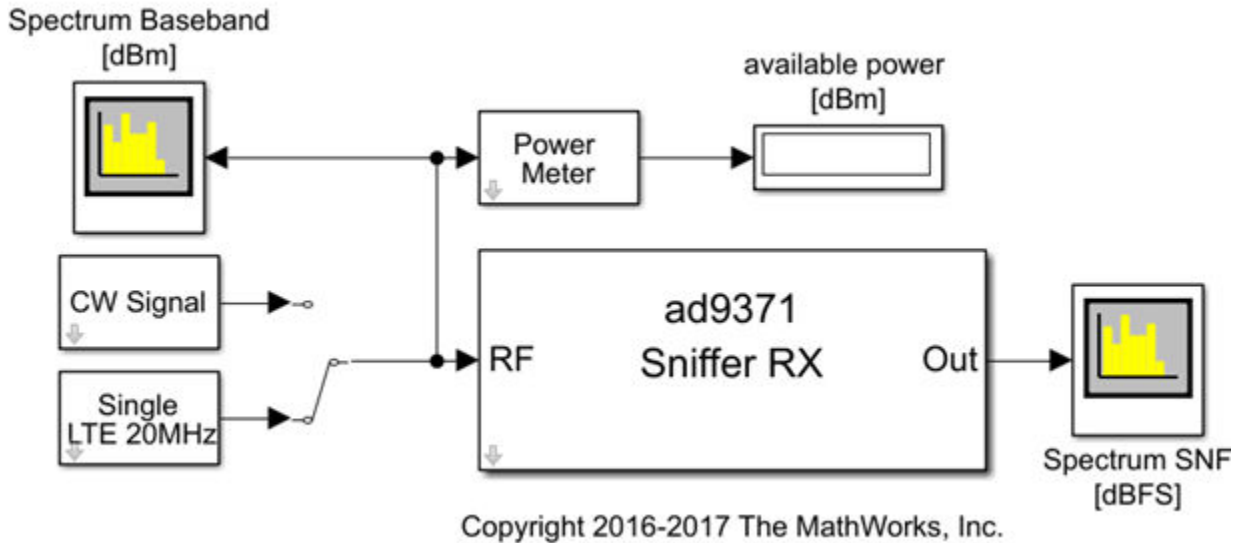 Spectrum Baseband
[dBm]
available power
[dBm]
Power
Meter
CW Signal
Single
LTE 20MHz
RF
ad9371
Sniffer RX
Out
Spectrum SNF
[dBFS]
Copyright 2016-2017 The MathWorks, Inc.